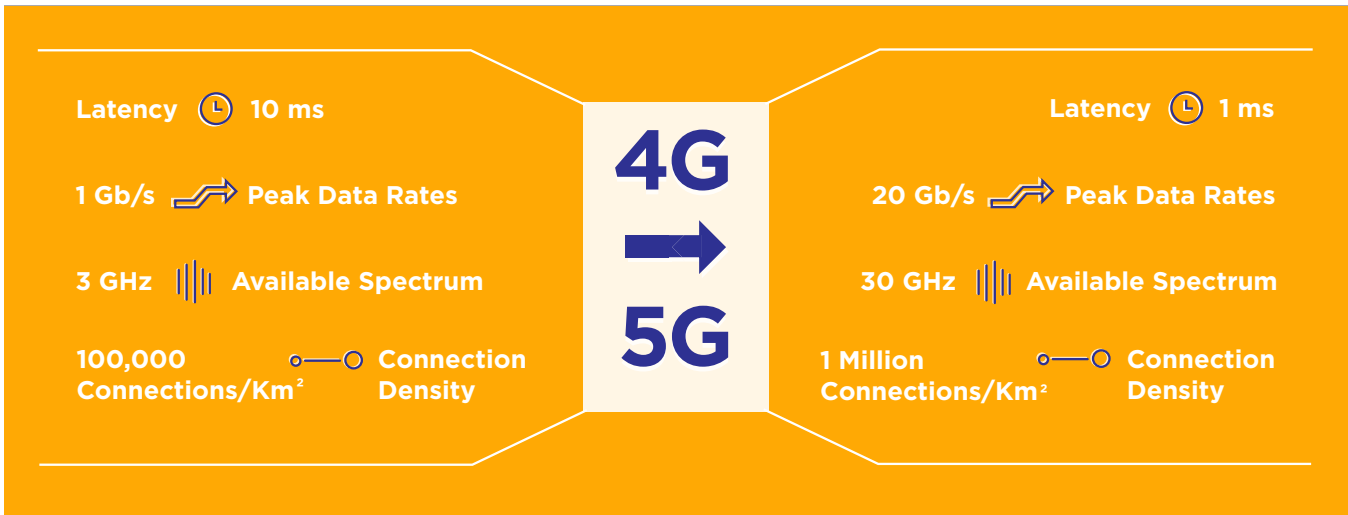 Latency 10 ms
1 Gb/s Peak Data Rates
3 GHz Available Spectrum
100,000
Connections/Km²
Connection
Density
4G
5G
Latency 1 ms
20 Gb/s Peak Data Rates
30 GHz Available Spectrum
1 Million
Connections/Km²
Connection
Density